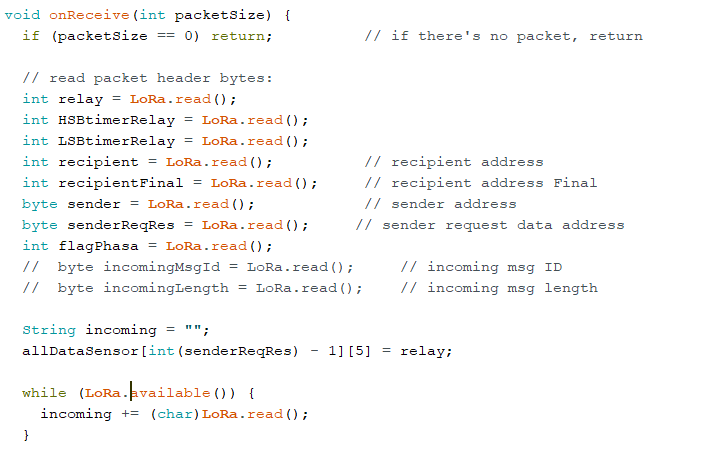 void onReceive(int packetSize) {
  if (packetSize == 0) return;          // if there's no packet, return

  // read packet header bytes:
  int relay = LoRa.read();
  int HSBtimerRelay = LoRa.read();
  int LSBtimerRelay = LoRa.read();
  int recipient = LoRa.read();          // recipient address
  int recipientFinal = LoRa.read();     // recipient address Final
  byte sender = LoRa.read();            // sender address
  byte senderReqRes = LoRa.read();     // sender request data address
  int flagPhasa = LoRa.read();
//  byte incomingMsgId = LoRa.read();     // incoming msg ID
//  byte incomingLength = LoRa.read();    // incoming msg length

  String incoming = "";
  allDataSensor[int(senderReqRes) - 1][5] = relay;

  while (LoRa.available()) {
    incoming += (char)LoRa.read();
  }